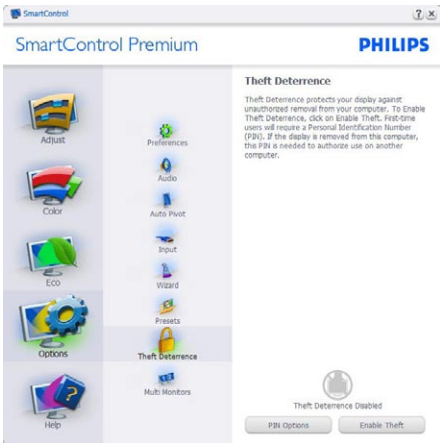 SmartControl
? x
SmartControl Premium
PHILIPS
Adjust
Color
Eco
Options
Help
Preferences
Audio
Auto Pivot
Input
Wizard
Presets
Theft Deterrence
Multi Monitors
Theft Deterrence
Theft Deterrence protects your display against
unauthorized removal from your computer. To Enable
Theft Deterrence, click on Enable Theft. First-time
users will require a Personal Identification Number
(PIN). If the display is removed from this computer,
this PIN is needed to authorize use on another
computer.
Theft Deterrence Disabled
PIN Options
Enable Theft